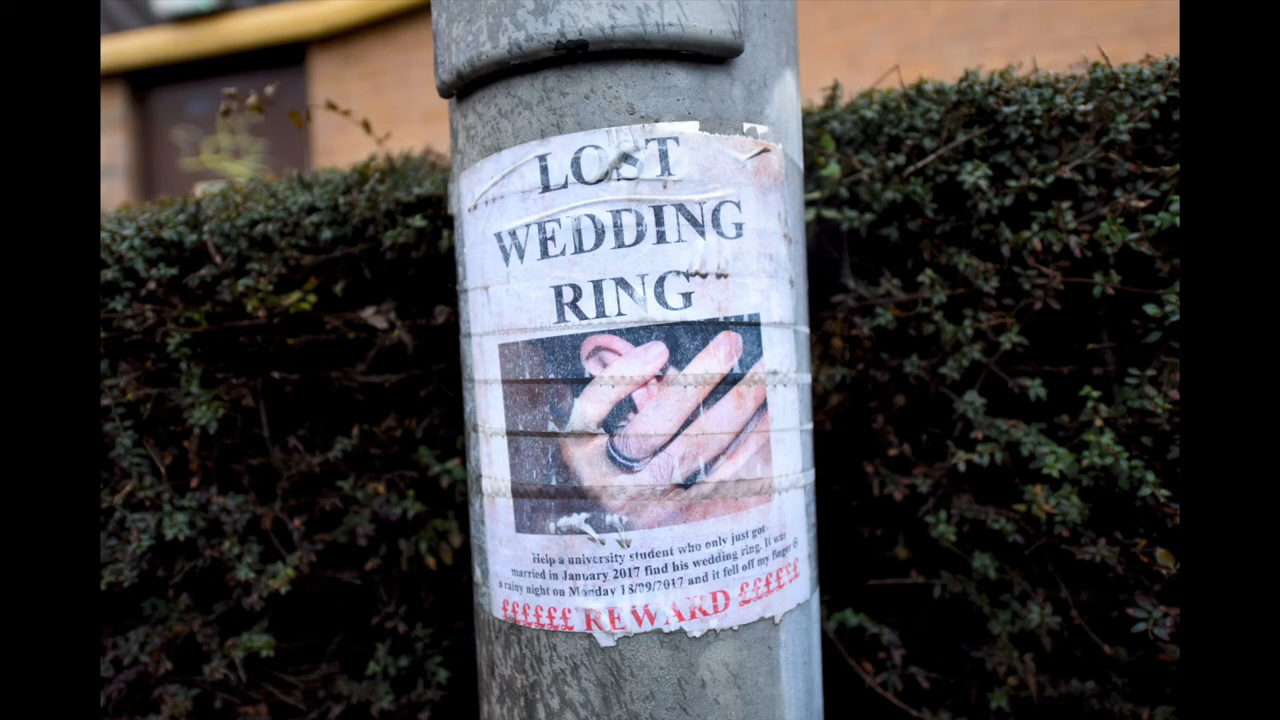 LOST
WEDDING
RING
Help a university student who only just got
married in January 2017 find his wedding ring. It was
a rainy night on Monday 18/09/2017 and it fell off my finger
££££££ REWARD ££££££